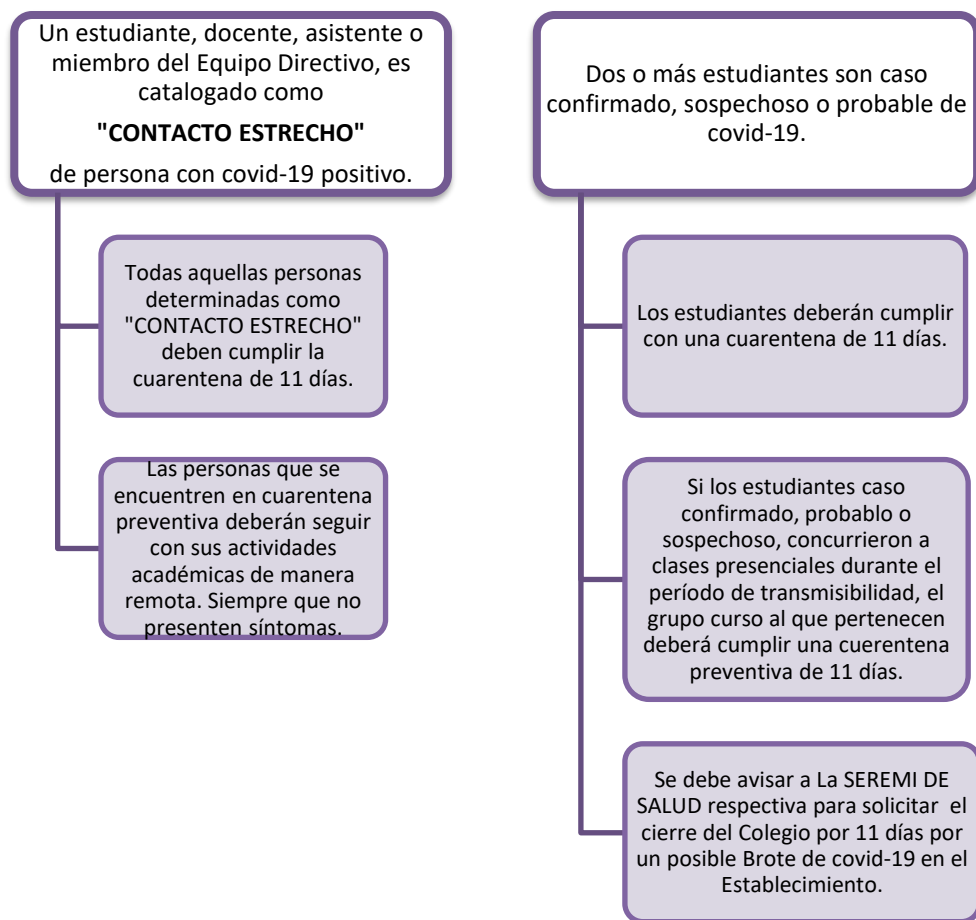 Un estudiante, docente, asistente o
miembro del Equipo Directivo, es
catalogado como
"CONTACTO ESTRECHO"
de persona con covid-19 positivo.
Todas aquellas personas
determinadas como
"CONTACTO ESTRECHO"
deben cumplir la
cuarentena de 11 días.
Las personas que se
encuentren en cuarentena
preventiva deberán seguir
con sus actividades
académicas de manera
remota. Siempre que no
presenten síntomas.
Dos o más estudiantes son caso
confirmado, sospechoso o probable de
covid-19.
Los estudiantes deberán cumplir
con una cuarentena de 11 días.
Si los estudiantes caso
confirmado, probablo o
sospechoso, concurrieron a
clases presenciales durante el
período de transmisibilidad, el
grupo curso al que pertenecen
deberá cumplir una cuerentena
preventiva de 11 días.
Se debe avisar a La SEREMI DE
SALUD respectiva para solicitar el
cierre del Colegio por 11 días por
un posible Brote de covid-19 en el
Establecimiento.